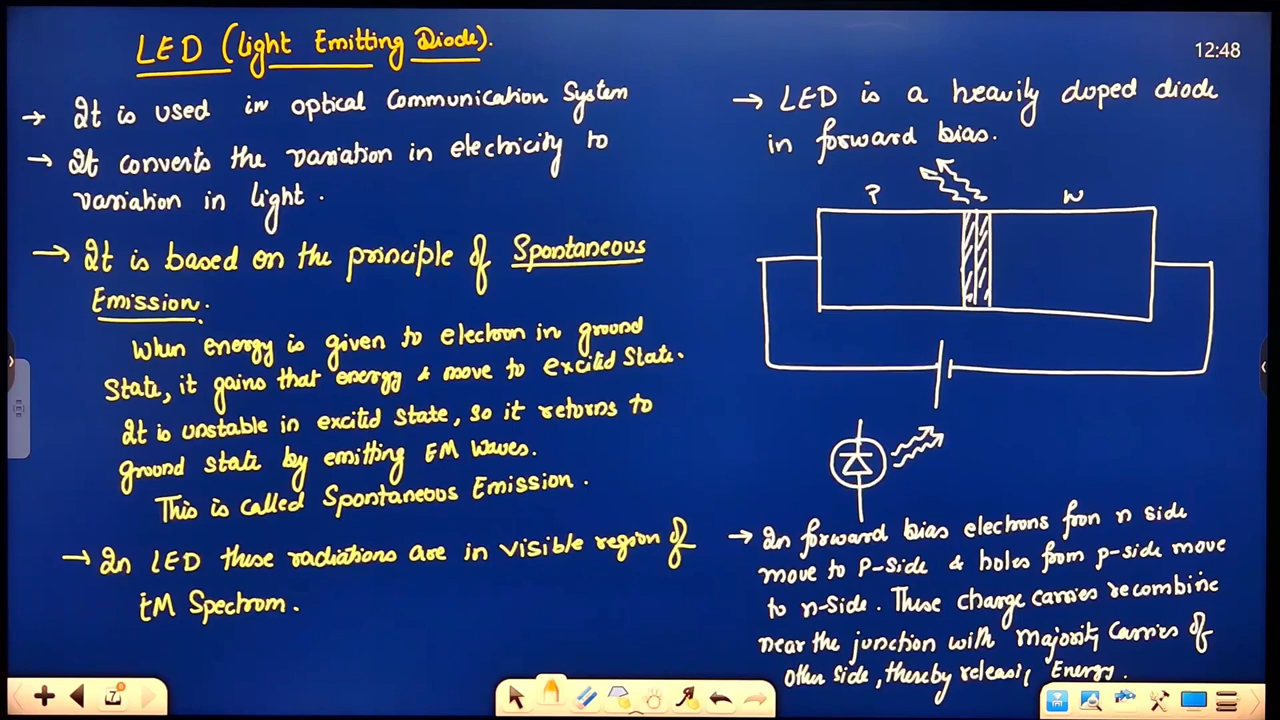 LED (Light Emitting Diode).
12:48
→ It is used in optical Communication System
→ It converts the variation in electricity to
variation in light.
→ It is based on the principle of Spontaneous
Emission.
When energy is given to electron in ground
State, it gains that energy & move to excited State.
It is unstable in excited state, so it returns to
ground state by emitting EM Waves.
This is called Spontaneous Emission.
→ In LED these radiations are in visible region of
EM Spectrom.
→ LED is a heavily doped diode
in forward bias.
P N
→ In forward bias electrons from n side
move to P-side & holes from p-side move
to n-side. These charge carries recombine
near the junction with majority carries of
other side, thereby releasi, Energy.
7